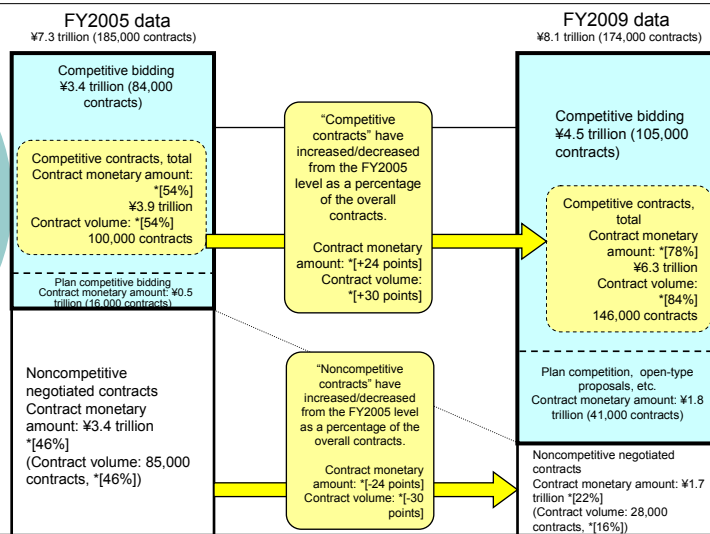 FY2005 data
¥7.3 trillion (185,000 contracts)
Competitive bidding
¥3.4 trillion (84,000
contracts)
Competitive contracts, total
Contract monetary amount:
*[54%]
¥3.9 trillion
Contract volume: *[54%]
100,000 contracts
Plan competitive bidding
Contract monetary amount: ¥0.5
trillion (16,000 contracts)
Noncompetitive
negotiated contracts
Contract monetary
amount: ¥3.4 trillion
*[46%]
(Contract volume: 85,000
contracts, *[46%])
“Competitive
contracts” have
increased/decreased
from the FY2005
level as a percentage
of the overall
contracts.
Contract monetary
amount: *[+24 points]
Contract volume:
*[+30 points]
“Noncompetitive
contracts” have
increased/decreased
from the FY2005 level
as a percentage of the
overall contracts.
Contract monetary
amount: *[-24 points]
Contract volume: *[-30
points]
FY2009 data
¥8.1 trillion (174,000 contracts)
Competitive bidding
¥4.5 trillion (105,000
contracts)
Competitive contracts,
total
Contract monetary
amount: *[78%]
¥6.3 trillion
Contract volume:
*[84%]
146,000 contracts
Plan competition, open-type
proposals, etc.
Contract monetary amount: ¥1.8
trillion (41,000 contracts)
Noncompetitive negotiated
contracts
Contract monetary amount: ¥1.7
trillion *[22%]
(Contract volume: 28,000
contracts, *[16%])